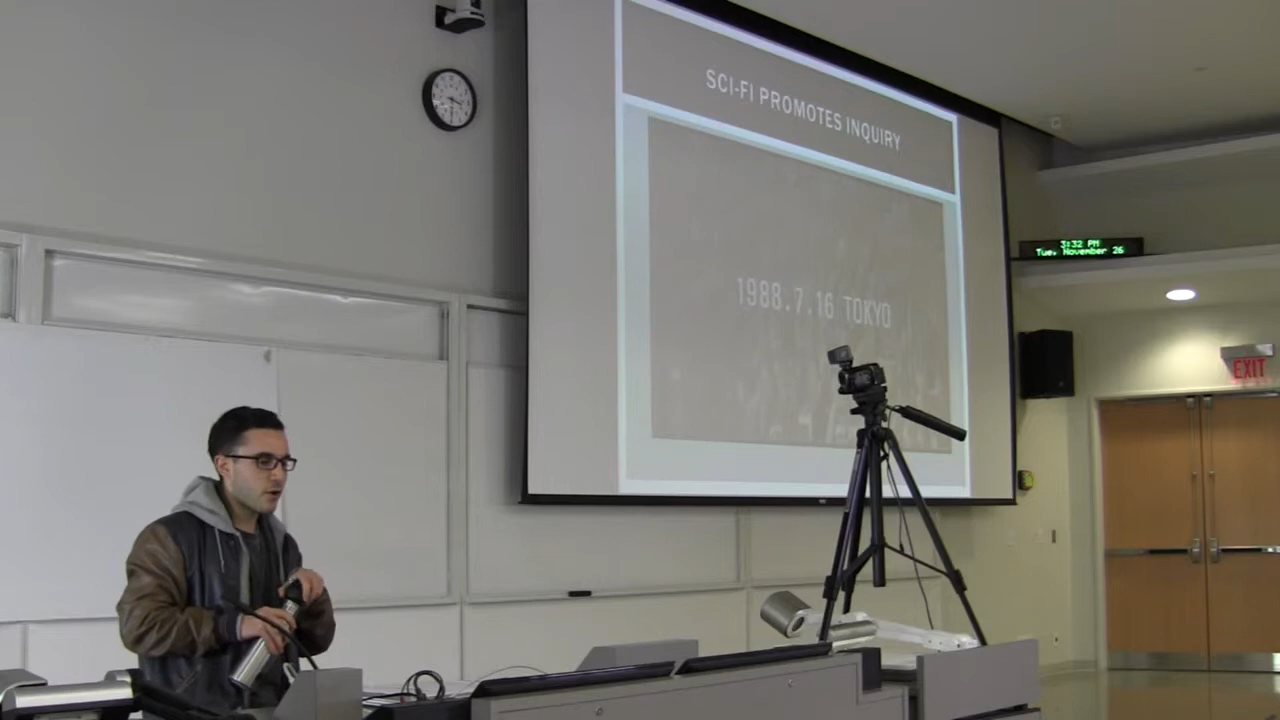 SCI-FI PROMOTES INQUIRY
1988.7.16 TOKYO
3:32 PM
Tue, November 26
EXIT